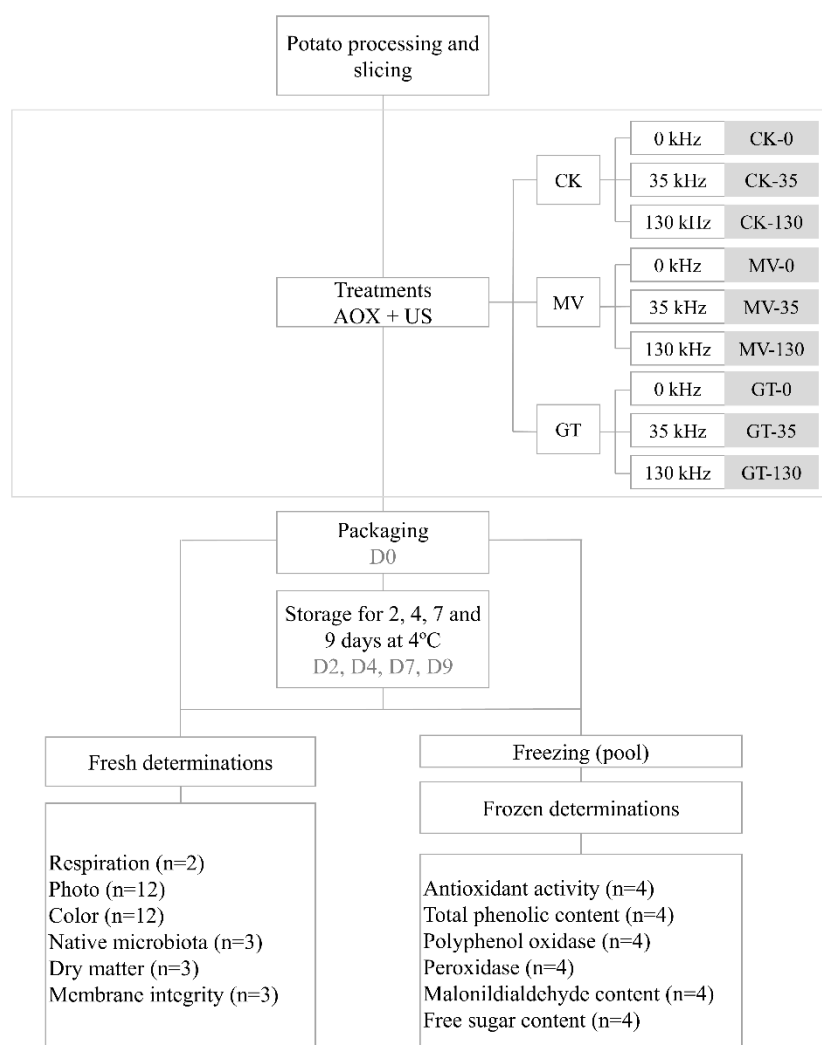 Potato processing and
slicing
0 kHz CK-0
CK 35 kHz CK-35
130 kHz CK-130
0 kHz MV-0
Treatments
AOX + US
MV 35 kHz MV-35
130 kHz MV-130
0 kHz GT-0
GT 35 kHz GT-35
130 kHz GT-130
Packaging
D0
Storage for 2, 4, 7 and
9 days at 4ºC
D2, D4, D7, D9
Fresh determinations
Respiration (n=2)
Photo (n=12)
Color (n=12)
Native microbiota (n=3)
Dry matter (n=3)
Membrane integrity (n=3)
Freezing (pool)
Frozen determinations
Antioxidant activity (n=4)
Total phenolic content (n=4)
Polyphenol oxidase (n=4)
Peroxidase (n=4)
Malonildialdehyde content (n=4)
Free sugar content (n=4)